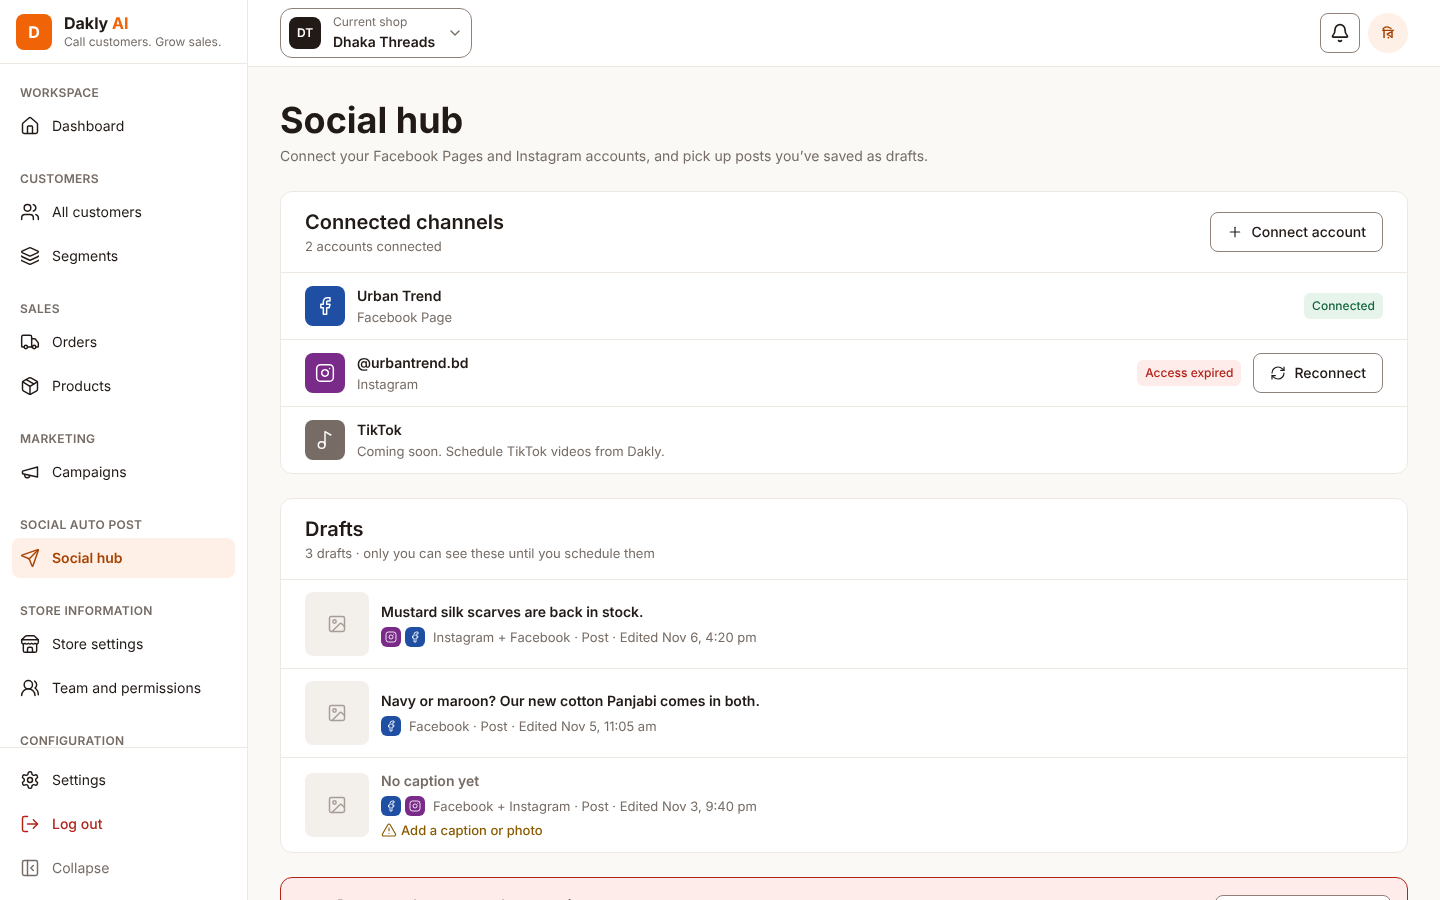 D
Dakly AI
Call customers. Grow sales.
WORKSPACE
Dashboard
CUSTOMERS
All customers
Segments
SALES
Orders
Products
MARKETING
Campaigns
SOCIAL AUTO POST
Social hub
STORE INFORMATION
Store settings
Team and permissions
CONFIGURATION
Settings
Log out
Collapse
DT
Current shop
Dhaka Threads
রি
Social hub
Connect your Facebook Pages and Instagram accounts, and pick up posts you’ve saved as drafts.
Connected channels
2 accounts connected
Connect account
Urban Trend
Facebook Page
Connected
@urbantrend.bd
Instagram
Access expired
Reconnect
TikTok
Coming soon. Schedule TikTok videos from Dakly.
Drafts
3 drafts · only you can see these until you schedule them
Mustard silk scarves are back in stock.
Instagram + Facebook · Post · Edited Nov 6, 4:20 pm
Navy or maroon? Our new cotton Panjabi comes in both.
Facebook · Post · Edited Nov 5, 11:05 am
No caption yet
Facebook + Instagram · Post · Edited Nov 3, 9:40 pm
Add a caption or photo